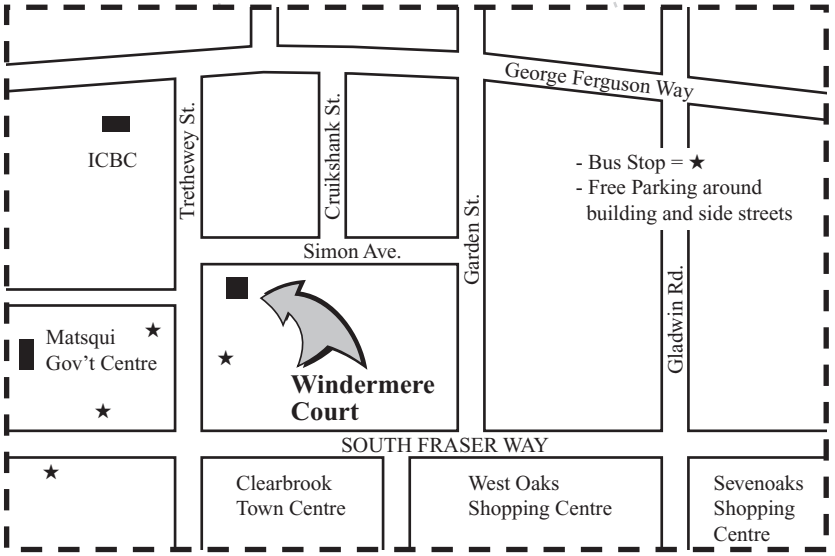 George Ferguson Way
ICBC
Trethewey St.
Cruikshank St.
- Bus Stop = ★
- Free Parking around
building and side streets
Garden St.
Simon Ave.
Gladwin Rd.
Matsqui
Gov't Centre
Windermere
Court
SOUTH FRASER WAY
Clearbrook
Town Centre
West Oaks
Shopping Centre
Sevenoaks
Shopping
Centre